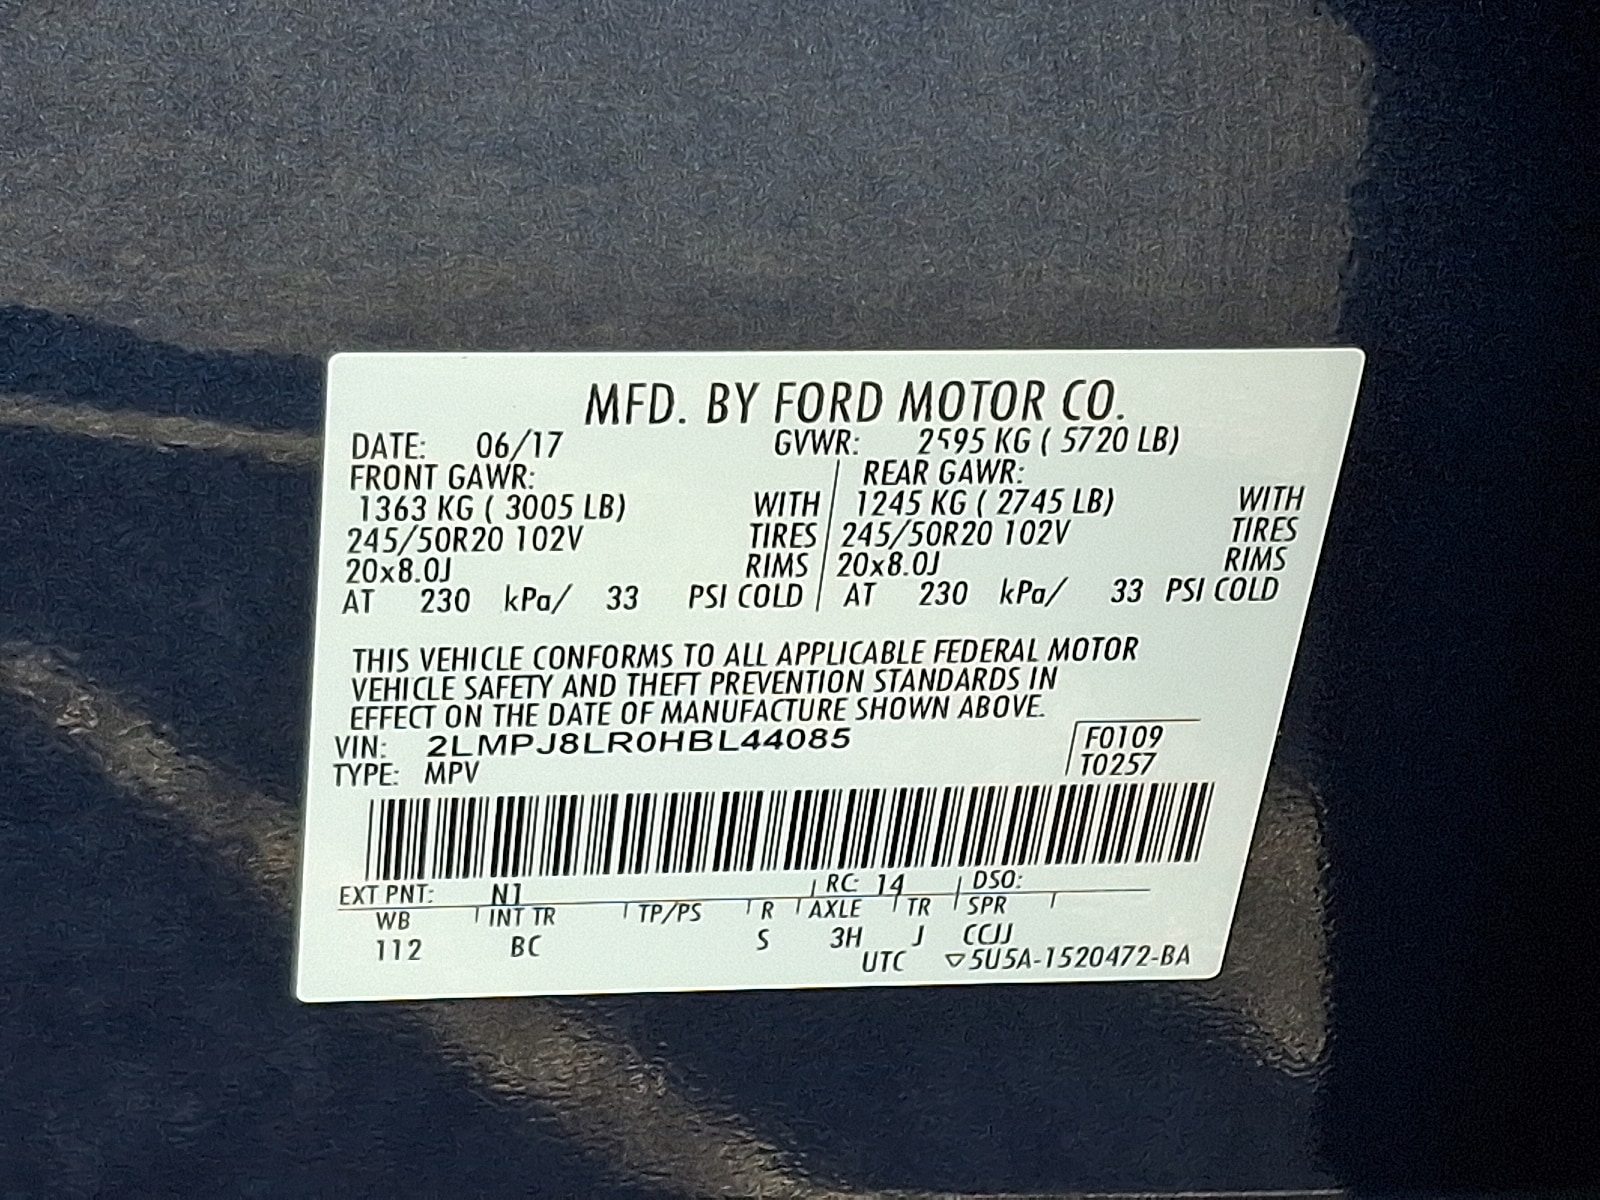 MFD. BY FORD MOTOR CO.
DATE: 06/17 GVWR: 2595 KG ( 5720 LB)
FRONT GAWR: REAR GAWR:
1363 KG ( 3005 LB) WITH 1245 KG ( 2745 LB) WITH
245/50R20 102V TIRES 245/50R20 102V TIRES
20x8.0J RIMS 20x8.0J RIMS
AT 230 kPa/ 33 PSI COLD AT 230 kPa/ 33 PSI COLD
THIS VEHICLE CONFORMS TO ALL APPLICABLE FEDERAL MOTOR
VEHICLE SAFETY AND THEFT PREVENTION STANDARDS IN
EFFECT ON THE DATE OF MANUFACTURE SHOWN ABOVE.
VIN: 2LMPJ8LR0HBL44085 F0109
TYPE: MPV T0257
EXT PNT: N1 RC: 14 DSO:
WB INT TR TP/PS R AXLE TR SPR
112 BC S 3H J CCJJ
UTC ▽5U5A-1520472-BA